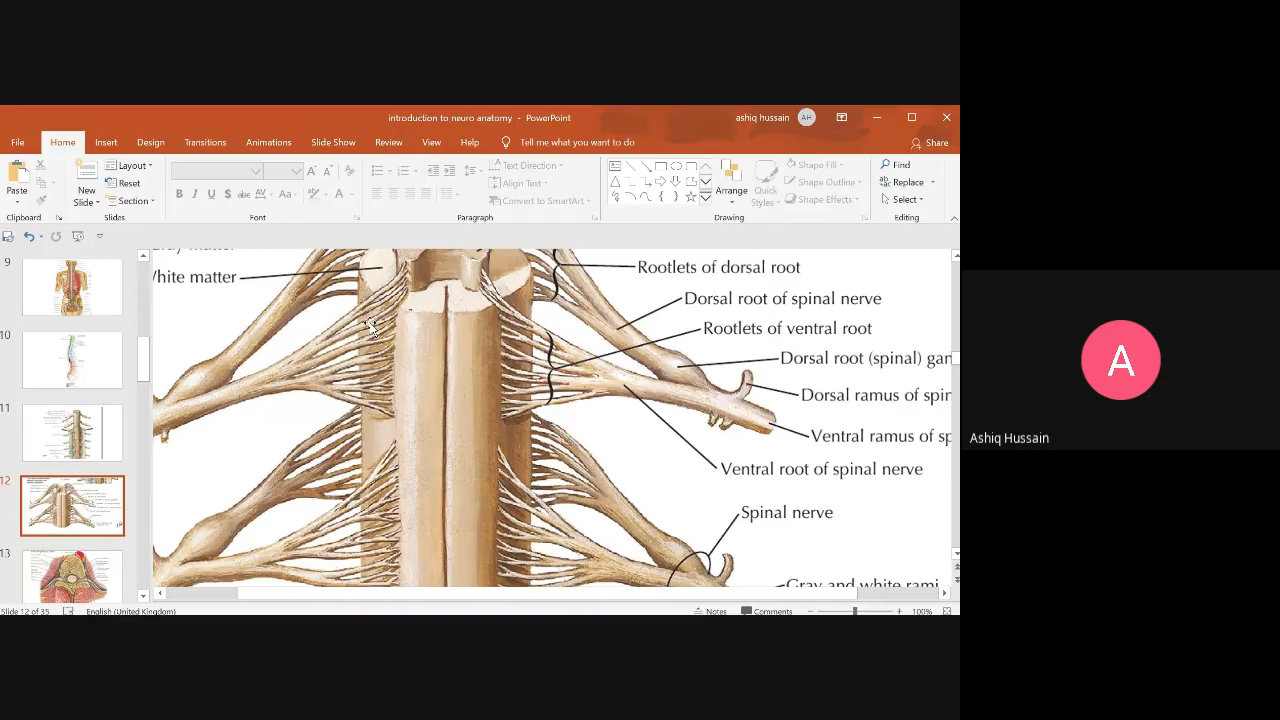 introduction to neuro anatomy - PowerPoint
ashiq hussain AH
File Home Insert Design Transitions Animations Slide Show Review View Help Tell me what you want to do Share
Paste
New
Slide
Layout
Reset
Section
B I U S abc AV Aa A
Text Direction
Align Text
Convert to SmartArt
Arrange
Quick
Styles
Shape Fill
Shape Outline
Shape Effects
Find
Replace
Select
Clipboard Slides Font Paragraph Drawing Editing
9
10
11
12
13
White matter
Rootlets of dorsal root
Dorsal root of spinal nerve
Rootlets of ventral root
Dorsal root (spinal) gan
Dorsal ramus of spin
Ventral ramus of sp
Ventral root of spinal nerve
Spinal nerve
Gray and white rami
Slide 12 of 35 English (United Kingdom) Notes Comments 100%
A
Ashiq Hussain